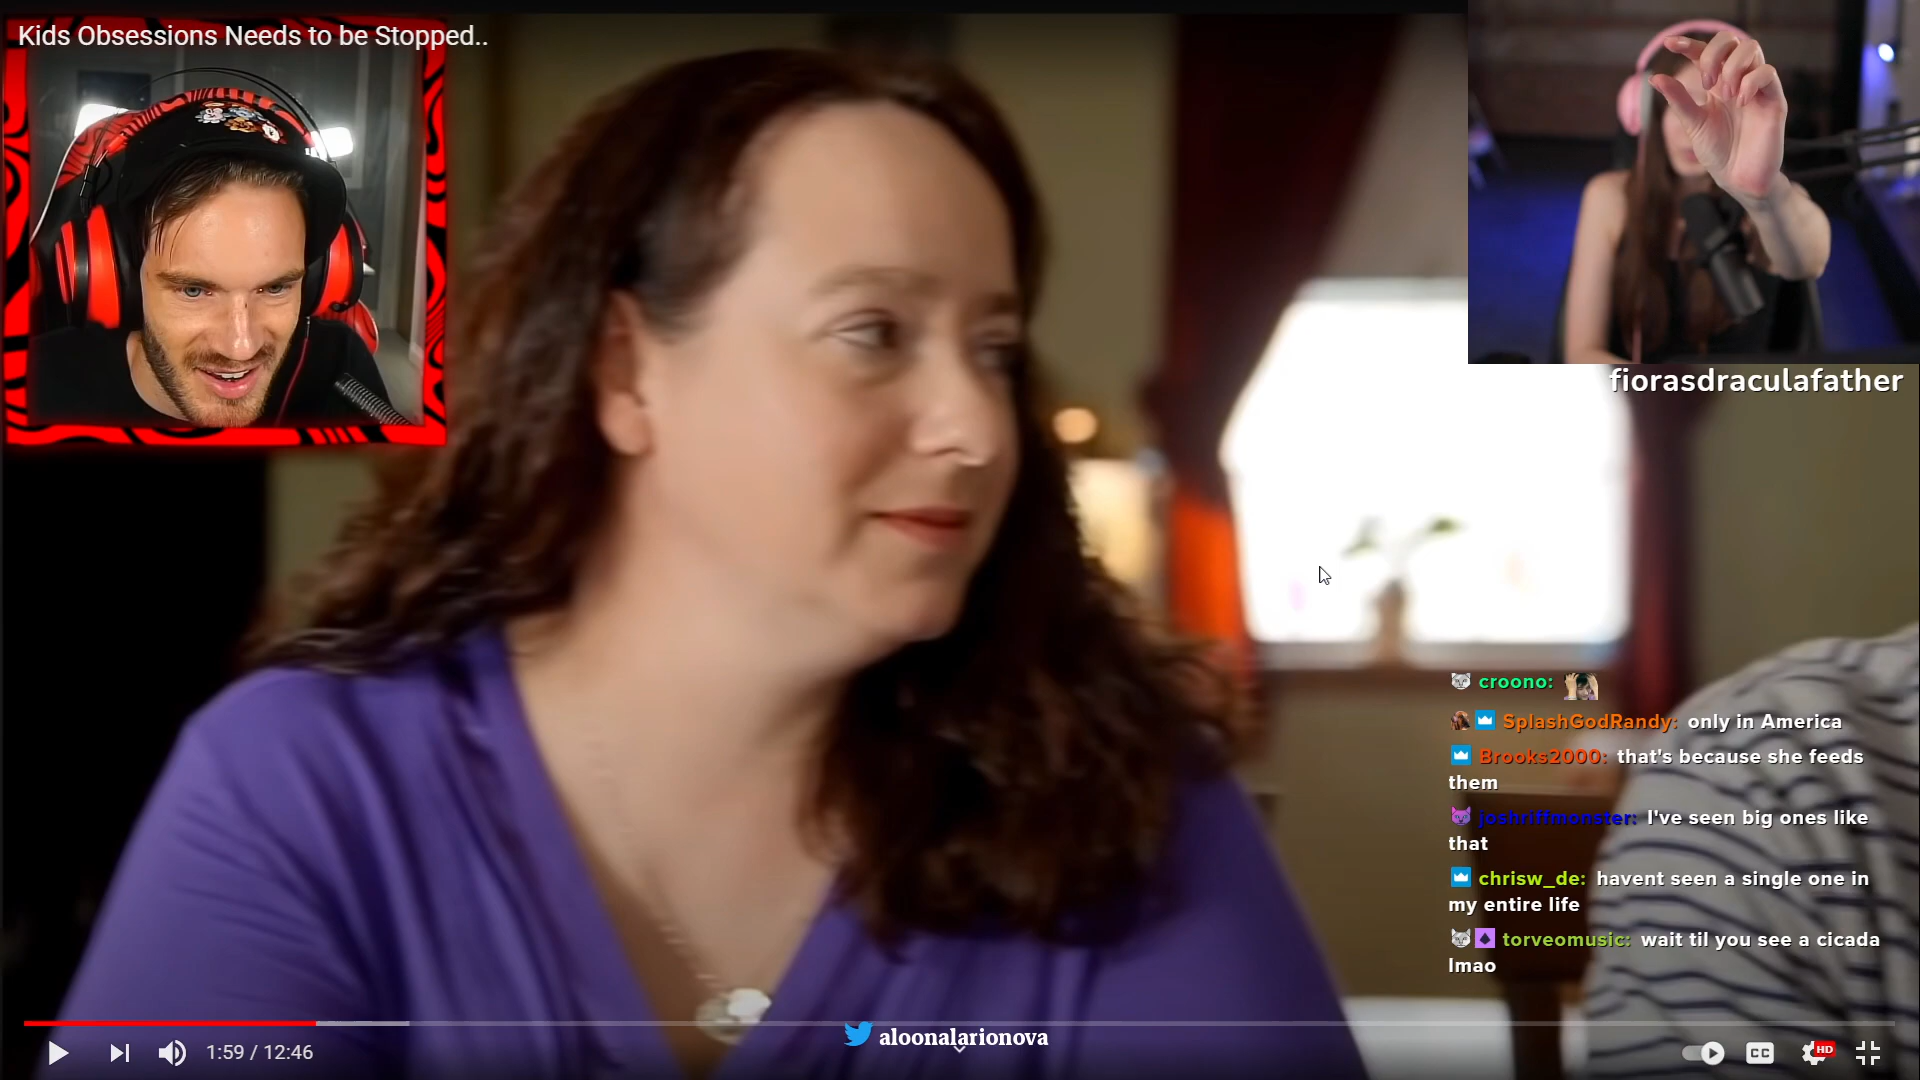 Kids Obsessions Needs to be Stopped..
fiorasdraculafather
croono:
SplashGodRandy: only in America
Brooks2000: that's because she feeds
them
joshriffmonster: I've seen big ones like
that
chrisw_de: havent seen a single one in
my entire life
torveomusic: wait til you see a cicada
lmao
aloonalarionova
1:59 / 12:46
CC
HD